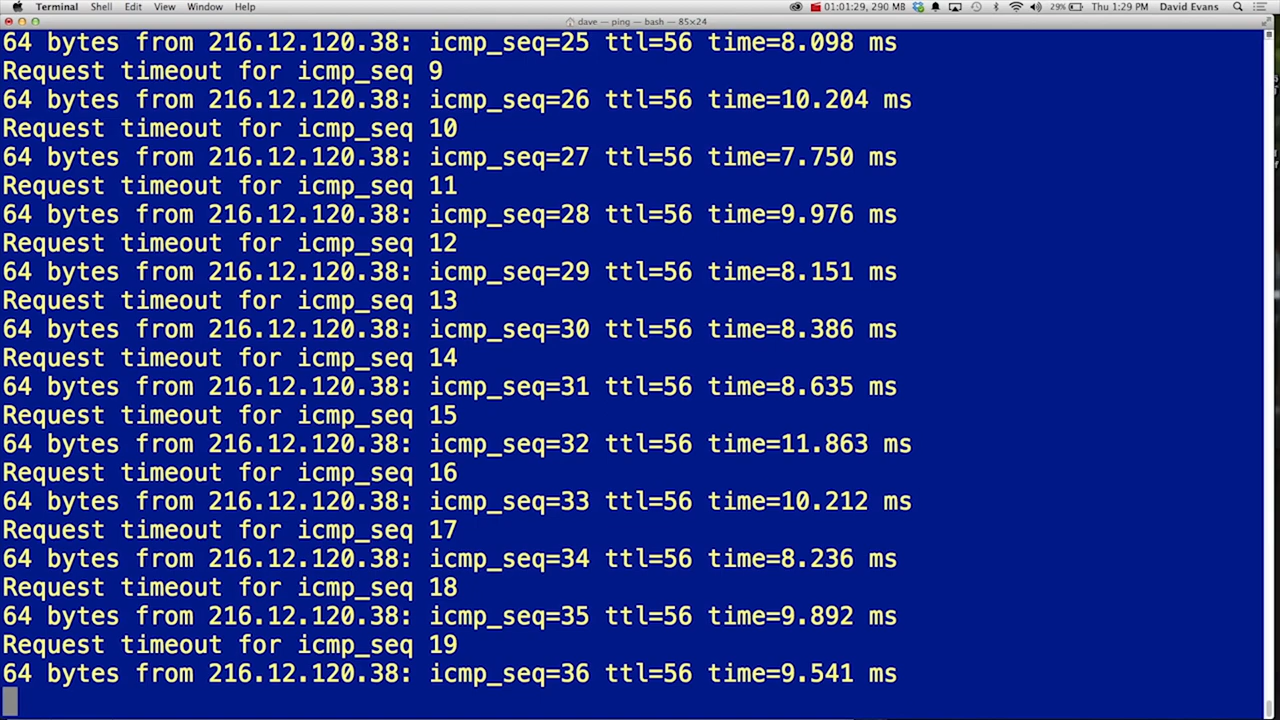 Terminal Shell Edit View Window Help 01:01:29, 290 MB 29% Thu 1:29 PM David Evans
dave — ping — bash — 85×24
64 bytes from 216.12.120.38: icmp_seq=25 ttl=56 time=8.098 ms
Request timeout for icmp_seq 9
64 bytes from 216.12.120.38: icmp_seq=26 ttl=56 time=10.204 ms
Request timeout for icmp_seq 10
64 bytes from 216.12.120.38: icmp_seq=27 ttl=56 time=7.750 ms
Request timeout for icmp_seq 11
64 bytes from 216.12.120.38: icmp_seq=28 ttl=56 time=9.976 ms
Request timeout for icmp_seq 12
64 bytes from 216.12.120.38: icmp_seq=29 ttl=56 time=8.151 ms
Request timeout for icmp_seq 13
64 bytes from 216.12.120.38: icmp_seq=30 ttl=56 time=8.386 ms
Request timeout for icmp_seq 14
64 bytes from 216.12.120.38: icmp_seq=31 ttl=56 time=8.635 ms
Request timeout for icmp_seq 15
64 bytes from 216.12.120.38: icmp_seq=32 ttl=56 time=11.863 ms
Request timeout for icmp_seq 16
64 bytes from 216.12.120.38: icmp_seq=33 ttl=56 time=10.212 ms
Request timeout for icmp_seq 17
64 bytes from 216.12.120.38: icmp_seq=34 ttl=56 time=8.236 ms
Request timeout for icmp_seq 18
64 bytes from 216.12.120.38: icmp_seq=35 ttl=56 time=9.892 ms
Request timeout for icmp_seq 19
64 bytes from 216.12.120.38: icmp_seq=36 ttl=56 time=9.541 ms